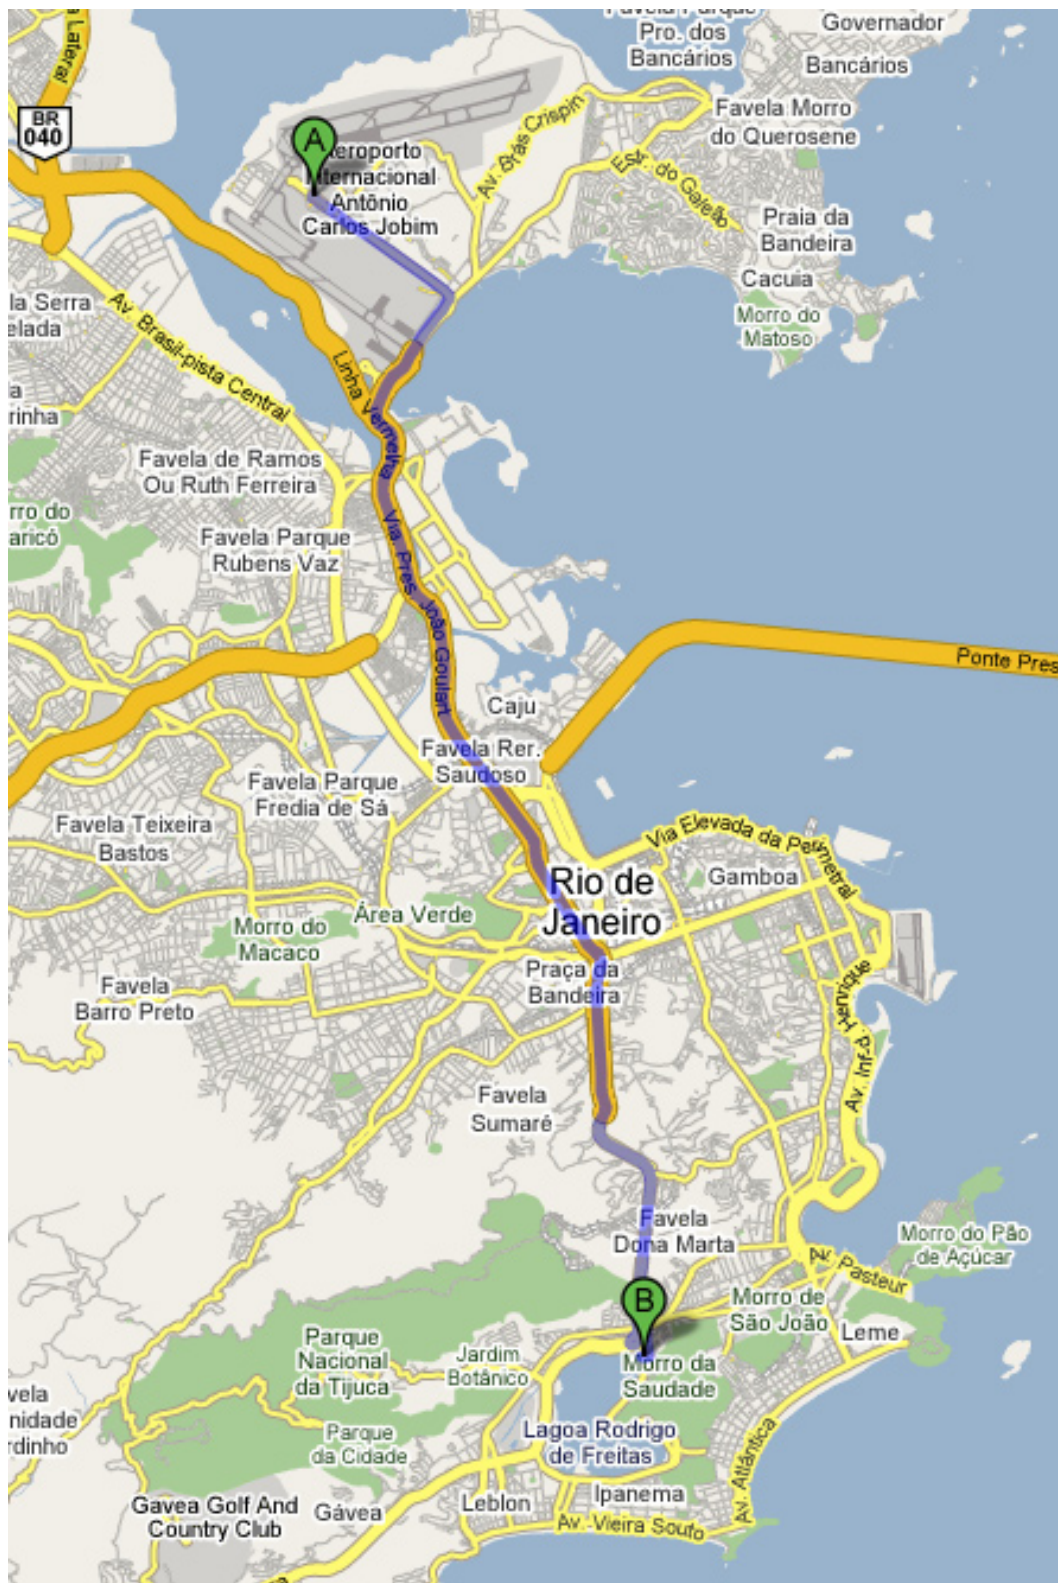 a Lateral
BR
040
Favela Parque
Pro. dos
Bancários
Governador
Bancários
Favela Morro
do Querosene
A
Aeroporto
Internacional
Antônio
Carlos Jobim
Av. Brás Crispin
Est. do Galeão
Praia da
Bandeira
Cacuia
Morro do
Matoso
la Serra
elada
Av. Brasil-pista Central
Linha Vermelha
a
rinha
Favela de Ramos
Ou Ruth Ferreira
rro do
aricó
Favela Parque
Rubens Vaz
Via. Pres. João Goulart
Ponte Pres
Caju
Favela Rer.
Saudoso
Favela Parque
Fredia de Sá
Favela Teixeira
Bastos
Via Elevada da Perimetral
Rio de
Janeiro
Gamboa
Área Verde
Morro do
Macaco
Praça da
Bandeira
Favela
Barro Preto
Av. Inf. d. Henrique
Favela
Sumaré
Favela
Dona Marta
Morro do Pão
de Açúcar
Av. Pasteur
B
Morro de
São João
Leme
Parque
Nacional
da Tijuca
Jardim
Botânico
Morro da
Saudade
vela
nidade
rdinho
Parque
da Cidade
Lagoa Rodrigo
de Freitas
Av. Atlântica
Gavea Golf And
Country Club
Gávea
Leblon
Ipanema
Av. Vieira Souto